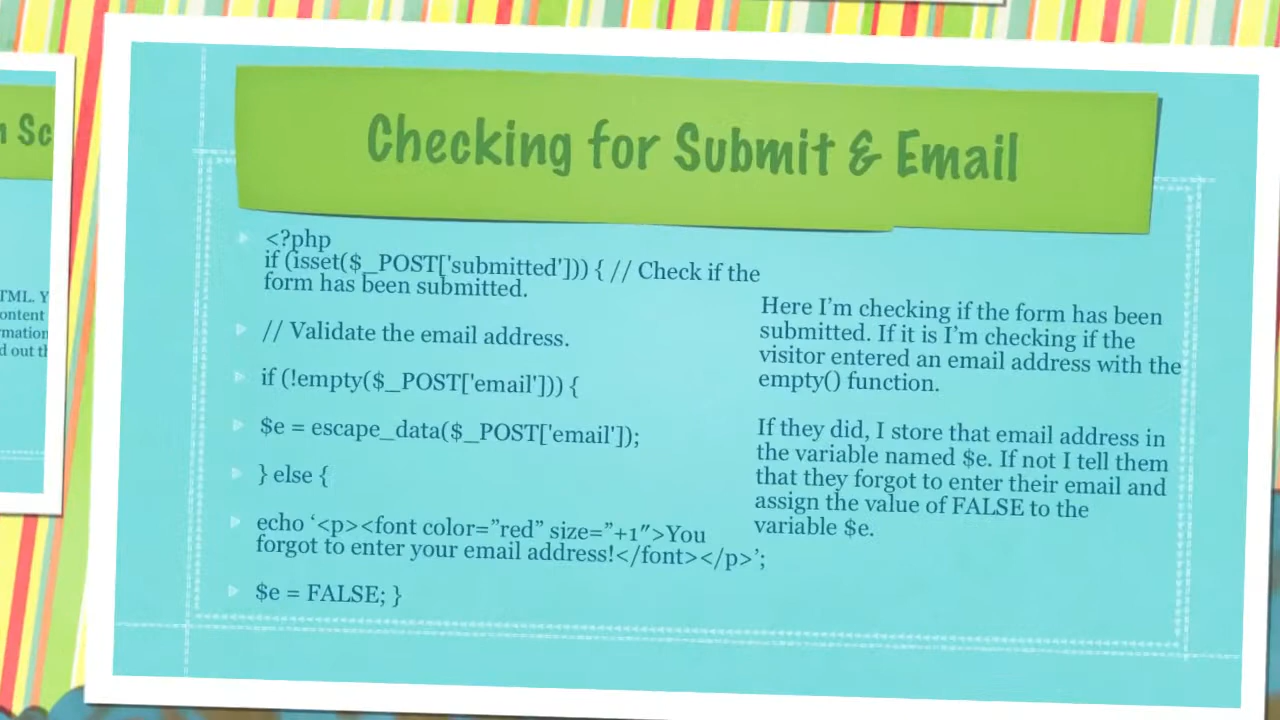 Checking for Submit & Email
<?php
if (isset($_POST['submitted'])) { // Check if the
form has been submitted.
// Validate the email address.
if (!empty($_POST['email'])) {
$e = escape_data($_POST['email']);
} else {
echo ‘<p><font color=”red” size=”+1″>You
forgot to enter your email address!</font></p>’;
$e = FALSE; }
Here I’m checking if the form has been
submitted. If it is I’m checking if the
visitor entered an email address with the
empty() function.
If they did, I store that email address in
the variable named $e. If not I tell them
that they forgot to enter their email and
assign the value of FALSE to the
variable $e.